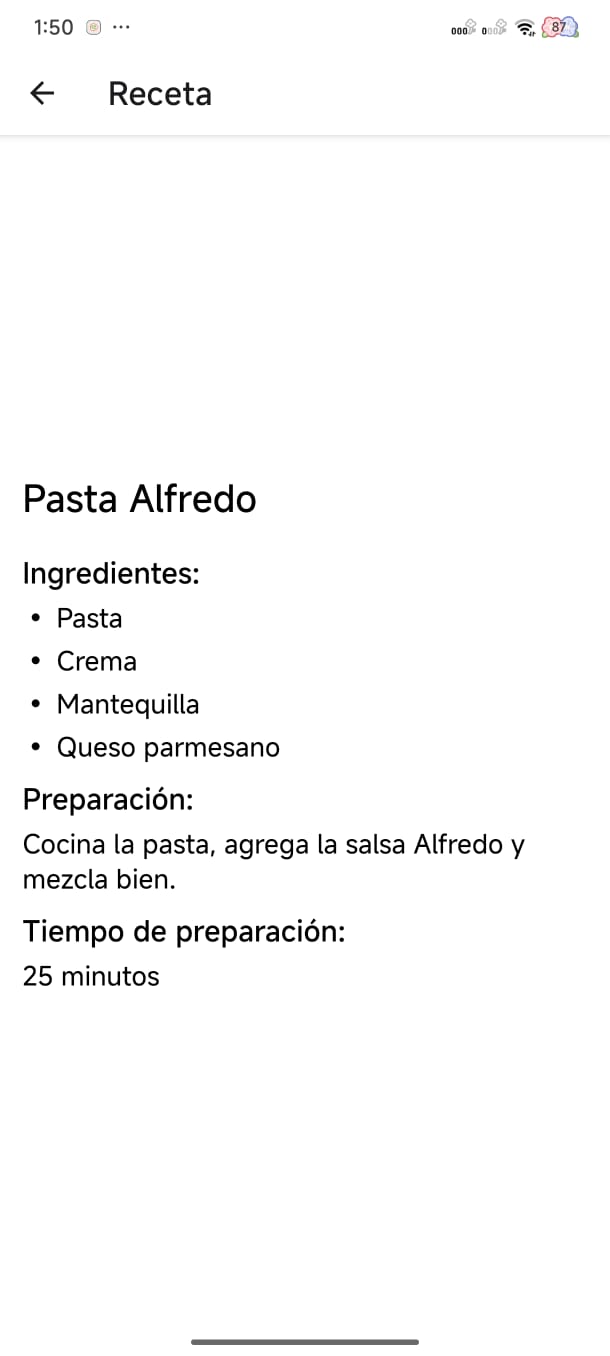 1:50
87
Receta
Pasta Alfredo
Ingredientes:
• Pasta
• Crema
• Mantequilla
• Queso parmesano
Preparación:
Cocina la pasta, agrega la salsa Alfredo y
mezcla bien.
Tiempo de preparación:
25 minutos